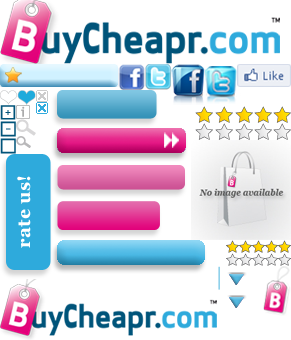 BuyCheapr.com™
f t f t Like
i
rate us!
No image available
BuyCheapr.com™